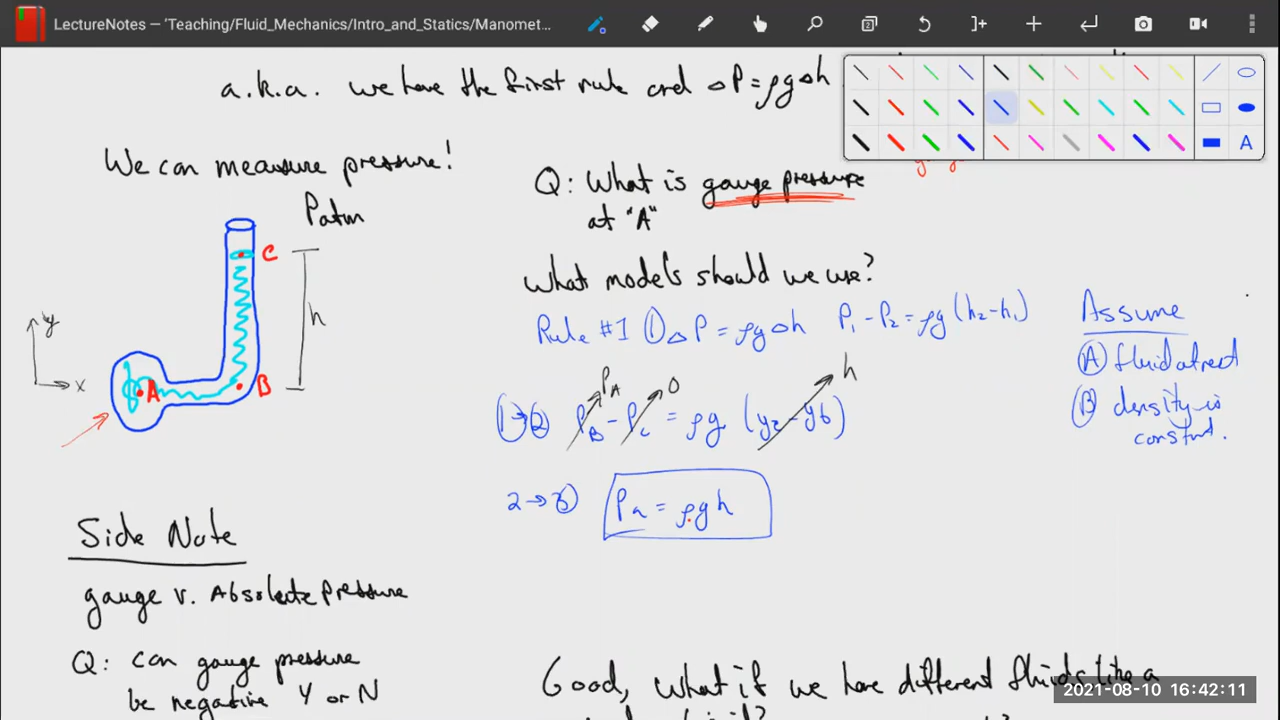 LectureNotes — 'Teaching/Fluid_Mechanics/Intro_and_Statics/Manomet...
a.k.a. we have the first rule and ΔP = ρgΔh
We can measure pressure!
Patm
C
h
y
x
A
B
Q: What is gauge pressure
at "A"
What models should we use?
Rule #1 ① ΔP = ρgΔh P₁ - P₂ = ρg(h₂-h₁)
Assume
Ⓐ fluid at rest
Ⓑ density is
constant.
PA 0 h
①→② PB - PC = ρg (yc - yB)
2→③ Pa = ρgh
Side Note
gauge v. Absolute Pressure
Q: can gauge pressure
be negative Y or N
Good, what if we have different fluids like a
2021-08-10 16:42:11